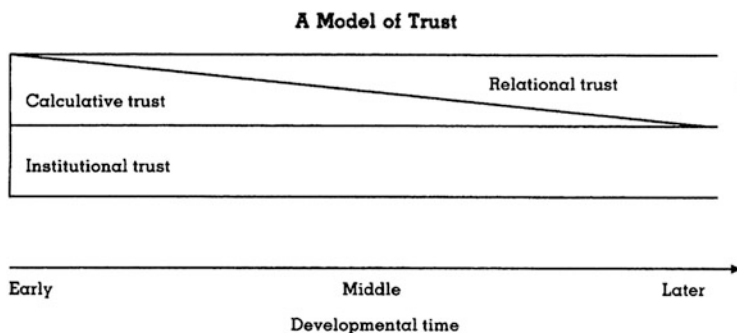 A Model of Trust
Relational trust
Calculative trust
Institutional trust
Early Middle Later
Developmental time